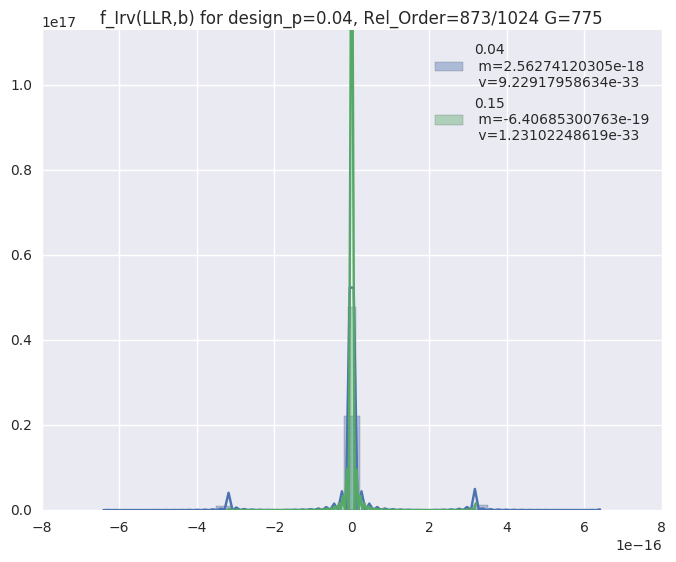 f_Irv(LLR,b) for design_p=0.04, Rel_Order=873/1024 G=775
1e17
0.04
m=2.56274120305e-18
v=9.22917958634e-33
0.15
m=-6.40685300763e-19
v=1.23102248619e-33
1.0
0.8
0.6
0.4
0.2
0.0
−8 −6 −4 −2 0 2 4 6 8
1e−16